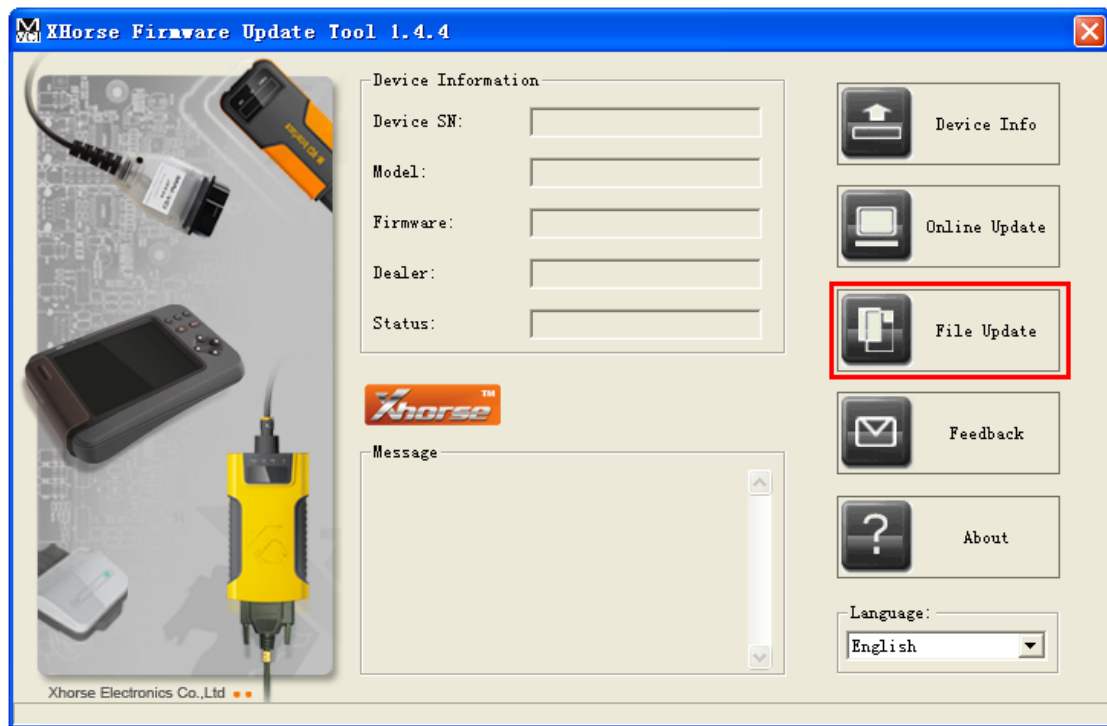 XHorse Firmware Update Tool 1.4.4
Device Information
Device SN:
Model:
Firmware:
Dealer:
Status:
Xhorse™
Message
Device Info
Online Update
File Update
Feedback
About
Language:
English
Xhorse Electronics Co.,Ltd